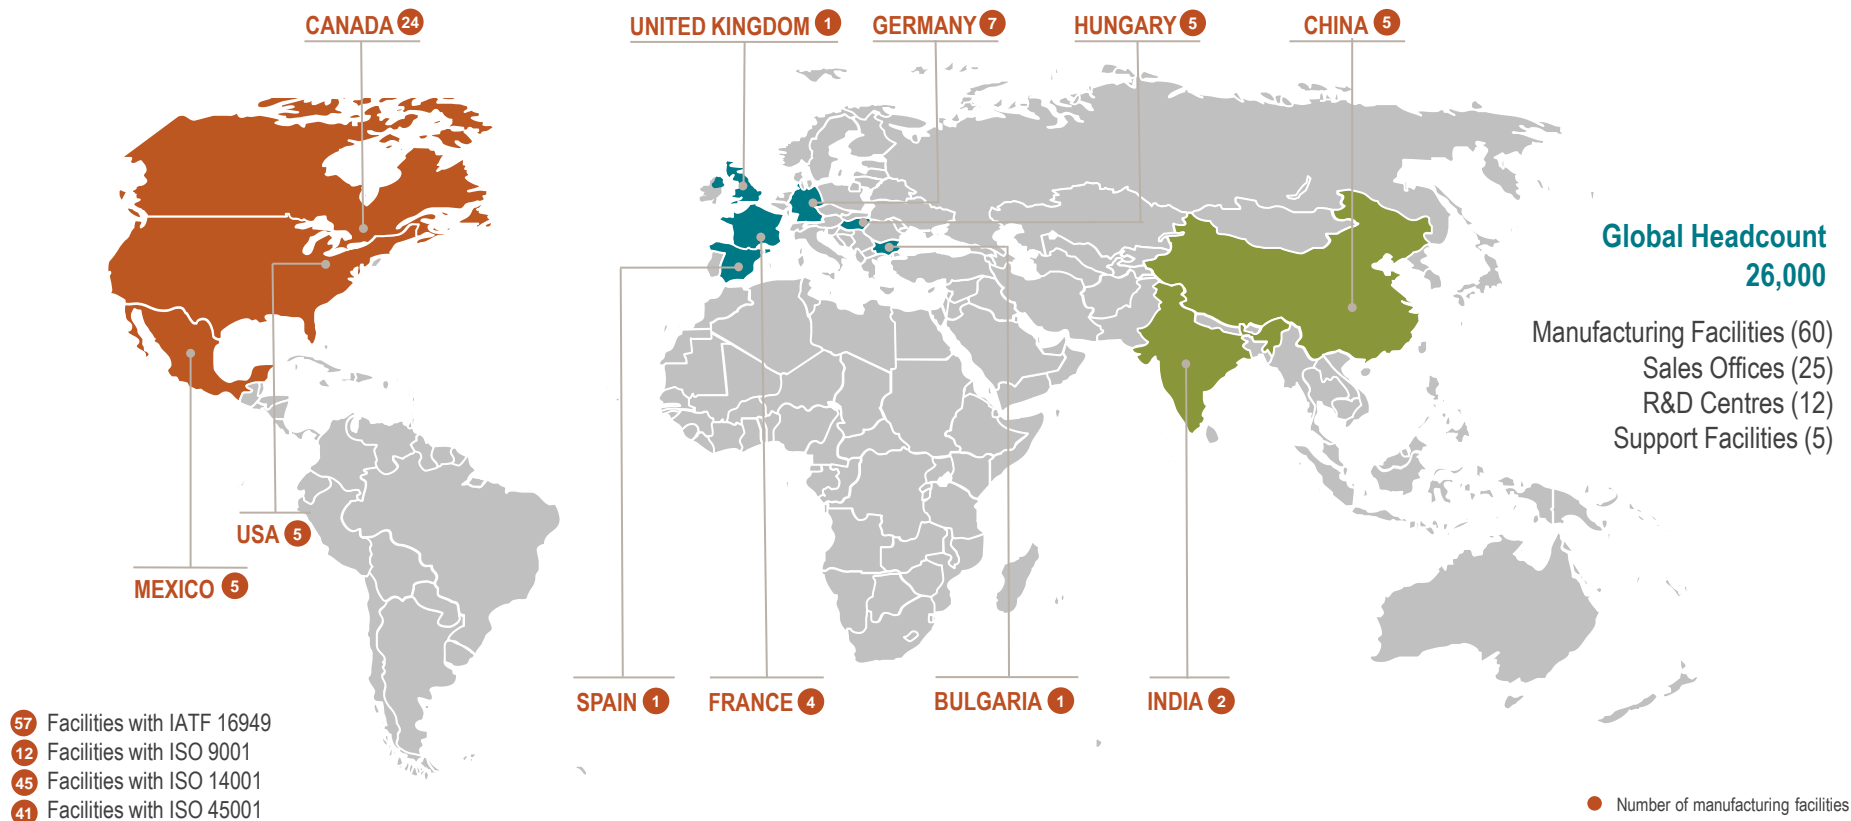 CANADA 24
UNITED KINGDOM 1
GERMANY 7
HUNGARY 5
CHINA 5
Global Headcount
26,000
Manufacturing Facilities (60)
Sales Offices (25)
R&D Centres (12)
Support Facilities (5)
USA 5
MEXICO 5
SPAIN 1
FRANCE 4
BULGARIA 1
INDIA 2
57 Facilities with IATF 16949
12 Facilities with ISO 9001
45 Facilities with ISO 14001
41 Facilities with ISO 45001
Number of manufacturing facilities